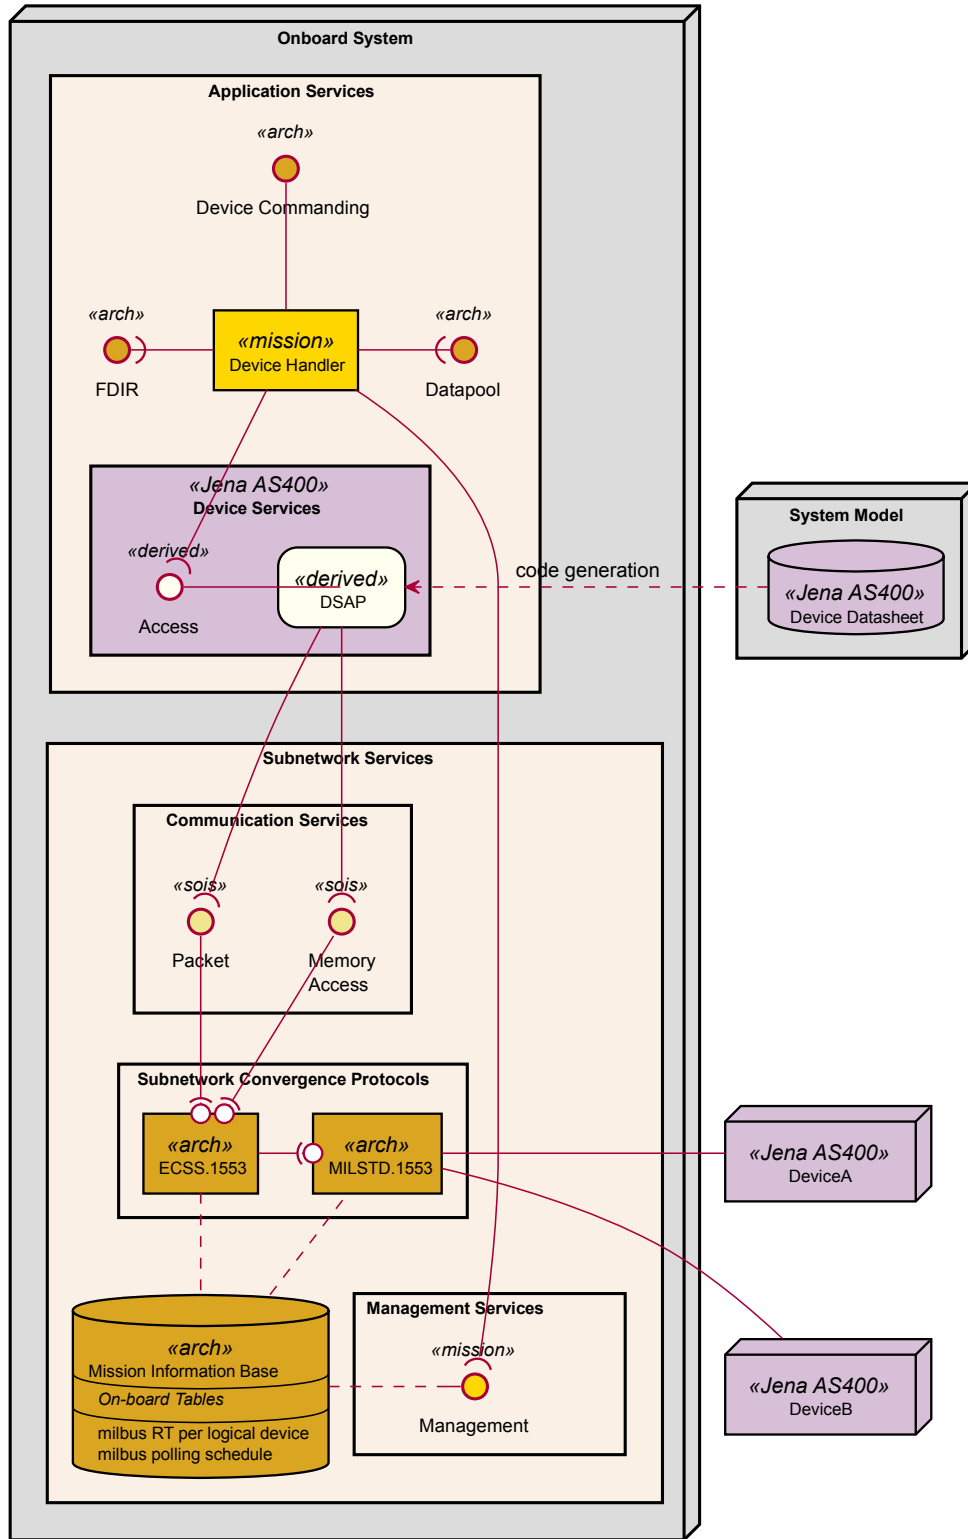 Onboard System
Application Services
«arch»
Device Commanding
«arch»
FDIR
«mission»
Device Handler
«arch»
Datapool
«Jena AS400»
Device Services
«derived»
Access
«derived»
DSAP
code generation
System Model
«Jena AS400»
Device Datasheet
Subnetwork Services
Communication Services
«sois»
Packet
«sois»
Memory
Access
Subnetwork Convergence Protocols
«arch»
ECSS.1553
«arch»
MILSTD.1553
«Jena AS400»
DeviceA
«arch»
Mission Information Base
On-board Tables
milbus RT per logical device
milbus polling schedule
Management Services
«mission»
Management
«Jena AS400»
DeviceB